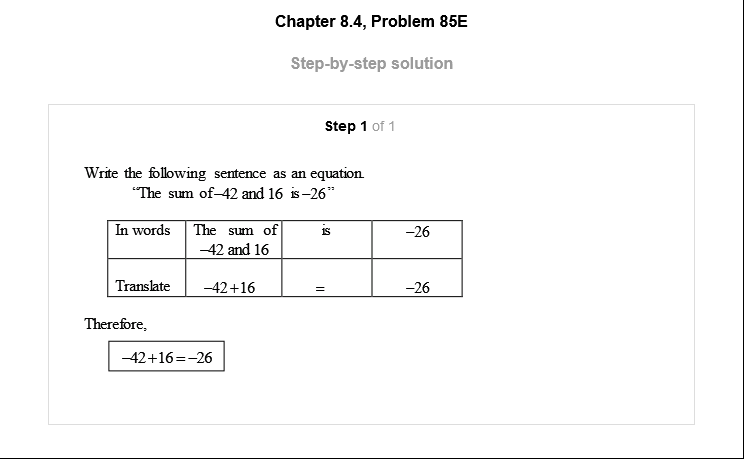 Chapter 8.4, Problem 85E
Step-by-step solution
Step 1 of 1
Write the following sentence as an equation.
“The sum of –42 and 16 is –26”
In words The sum of –42 and 16 is –26
Translate –42+16 = –26
Therefore,
–42+16=–26